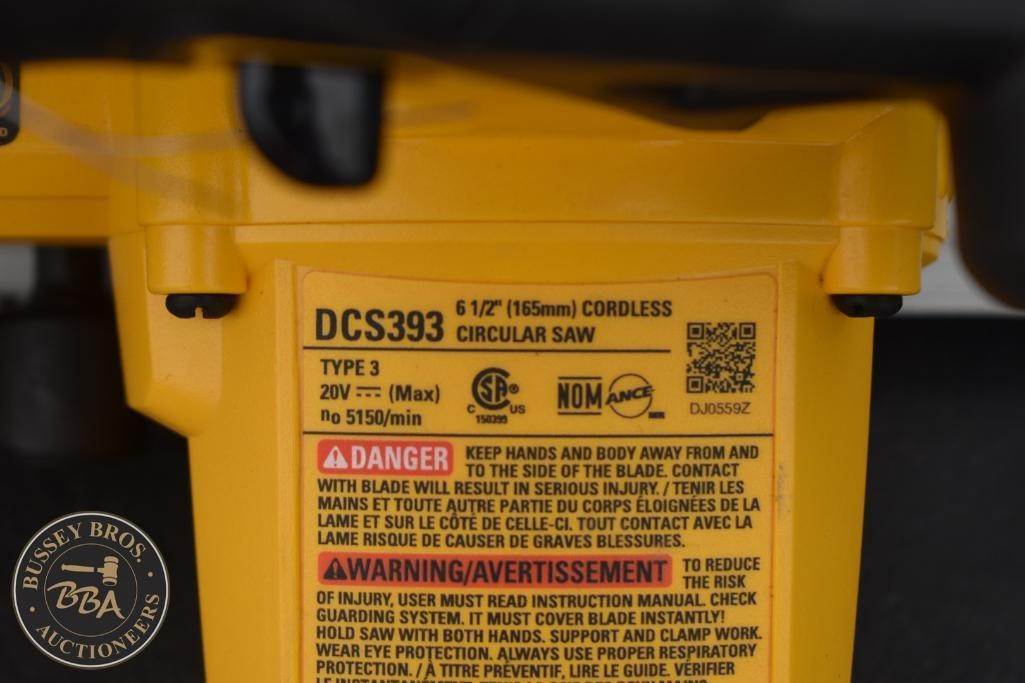 DCS393
6 1/2" (165mm) CORDLESS
CIRCULAR SAW
TYPE 3
20V (Max)
no 5150/min
SA
C US
150399
NOM
ANCE
DJ0559Z
DANGER
KEEP HANDS AND BODY AWAY FROM AND
TO THE SIDE OF THE BLADE. CONTACT
WITH BLADE WILL RESULT IN SERIOUS INJURY. / TENIR LES
MAINS ET TOUTE AUTRE PARTIE DU CORPS ÉLOIGNÉES DE LA
LAME ET SUR LE CÔTÉ DE CELLE-CI. TOUT CONTACT AVEC LA
LAME RISQUE DE CAUSER DE GRAVES BLESSURES.
WARNING/AVERTISSEMENT
TO REDUCE
THE RISK
OF INJURY, USER MUST READ INSTRUCTION MANUAL. CHECK
GUARDING SYSTEM. IT MUST COVER BLADE INSTANTLY!
HOLD SAW WITH BOTH HANDS. SUPPORT AND CLAMP WORK.
WEAR EYE PROTECTION. ALWAYS USE PROPER RESPIRATORY
PROTECTION. / À TITRE PRÉVENTIF, LIRE LE GUIDE. VÉRIFIER
BUSSEY BROS.
BBA
AUCTIONEERS